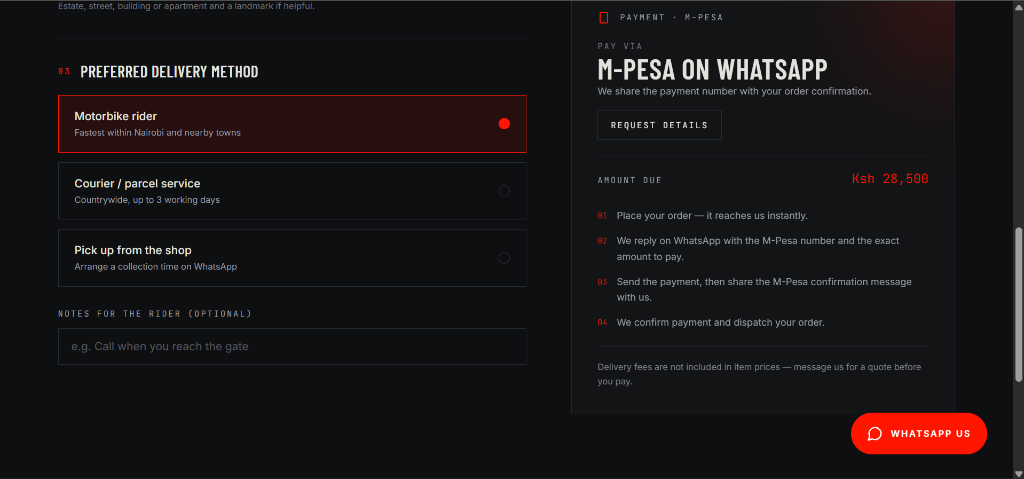 Estate, street, building or apartment and a landmark if helpful.
03 PREFERRED DELIVERY METHOD
Motorbike rider
Fastest within Nairobi and nearby towns
Courier / parcel service
Countrywide, up to 3 working days
Pick up from the shop
Arrange a collection time on WhatsApp
NOTES FOR THE RIDER (OPTIONAL)
e.g. Call when you reach the gate
PAYMENT · M-PESA
PAY VIA
M-PESA ON WHATSAPP
We share the payment number with your order confirmation.
REQUEST DETAILS
AMOUNT DUE Ksh 28,500
01 Place your order — it reaches us instantly.
02 We reply on WhatsApp with the M-Pesa number and the exact
amount to pay.
03 Send the payment, then share the M-Pesa confirmation message
with us.
04 We confirm payment and dispatch your order.
Delivery fees are not included in item prices — message us for a quote before
you pay.
WHATSAPP US